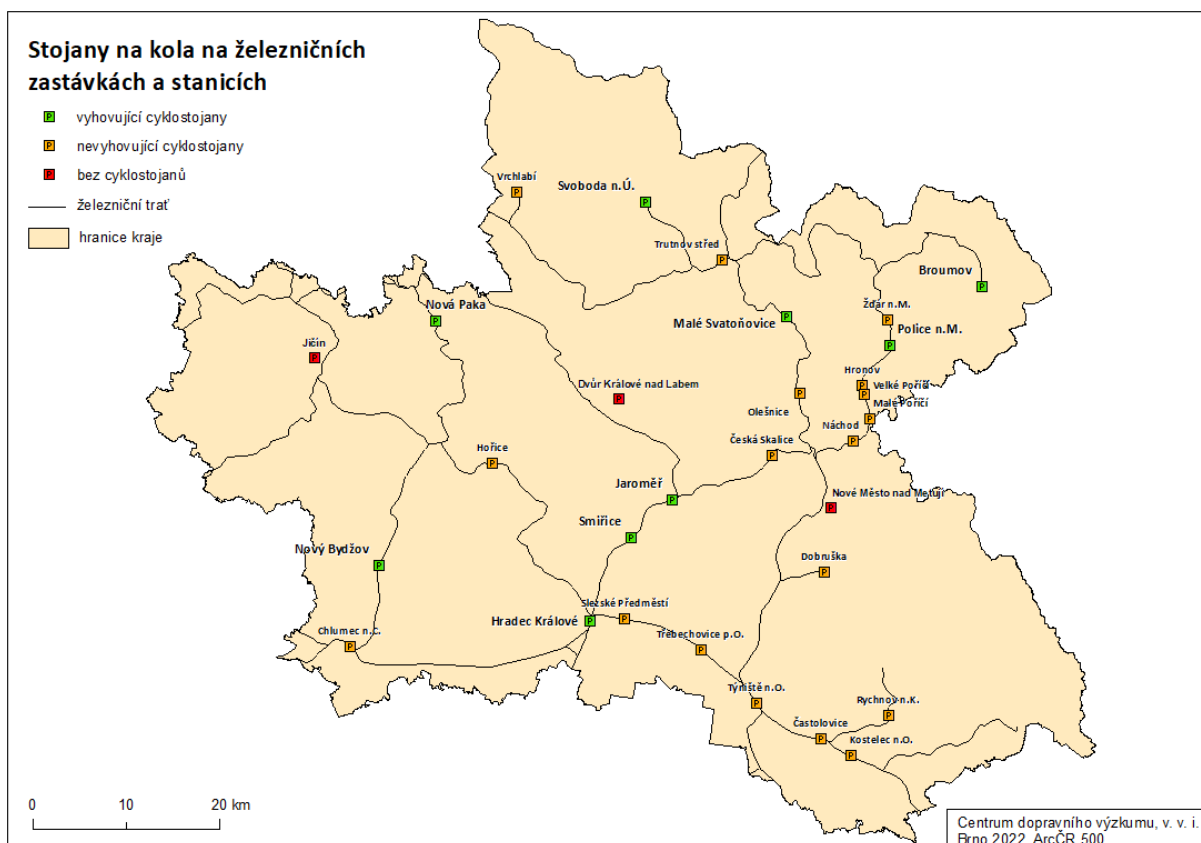 Stojany na kola na železničních
zastávkách a stanicích
P vyhovující cyklostojany
P nevyhovující cyklostojany
P bez cyklostojanů
železniční trať
hranice kraje
Vrchlabí
Svoboda n.Ú.
Trutnov střed
Broumov
Nová Paka
Malé Svatoňovice
Žďár n.M.
Police n.M.
Jičín
Dvůr Králové nad Labem
Hronov
Velké Poříčí
Malé Poříčí
Olešnice
Náchod
Česká Skalice
Hořice
Jaroměř
Nové Město nad Metují
Smiřice
Nový Bydžov
Dobruška
Slezské Předměstí
Hradec Králové
Chlumec n.C.
Třebechovice p.O.
Týniště n.O.
Rychnov n.K.
Častolovice
Kostelec n.O.
0 10 20 km
Centrum dopravního výzkumu, v. v. i.
Brno 2022, ArcČR 500